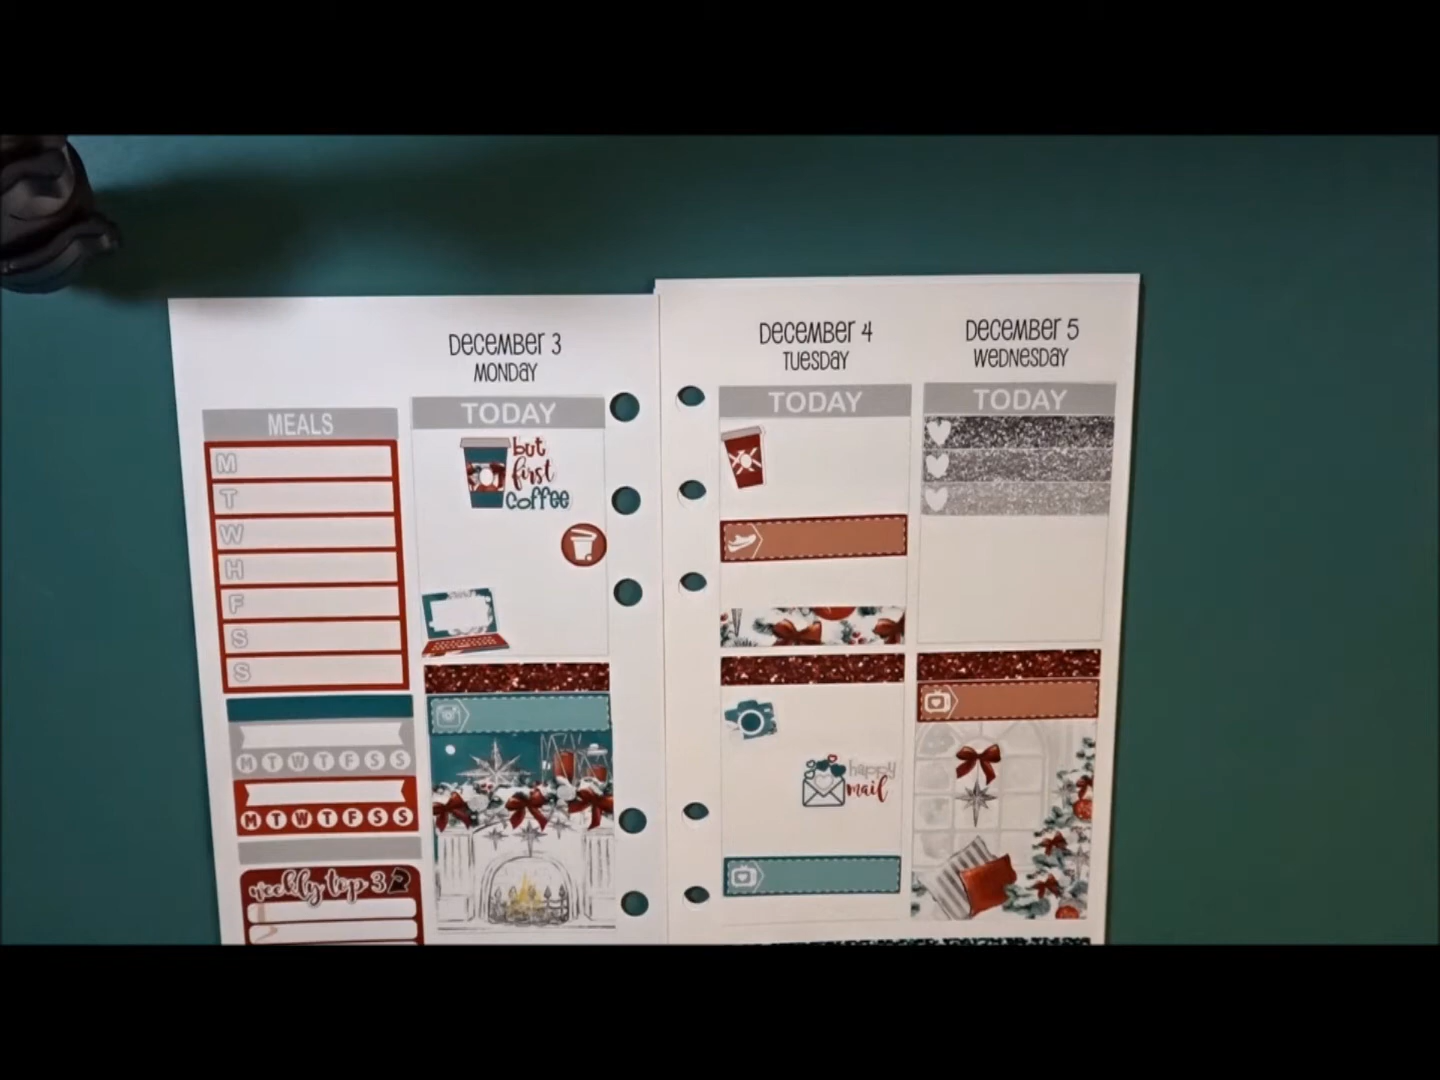 MEALS
M
T
W
H
F
S
S
M T W T F S S
M T W T F S S
weekly top 3
DECEMBER 3
MONDAY
TODAY
but
first
coffee
DECEMBER 4
TUESDAY
TODAY
happy
mail
DECEMBER 5
WEDNESDAY
TODAY